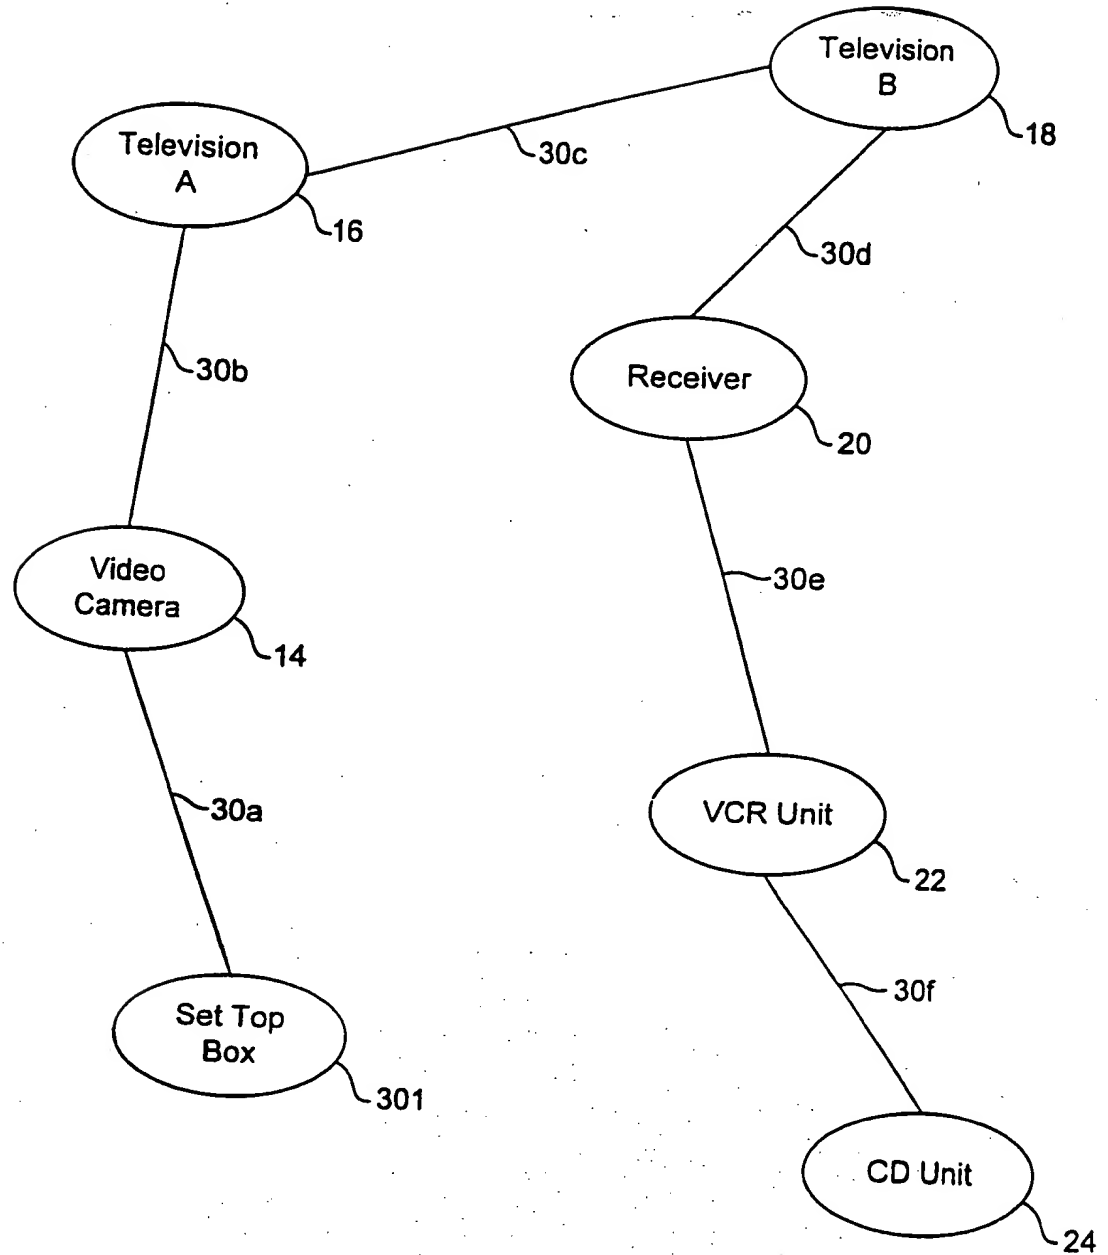 Television
B
18
Television
A
16
30c
30d
30b
Receiver
20
Video
Camera
14
30e
30a
VCR Unit
22
30f
Set Top
Box
301
CD Unit
24